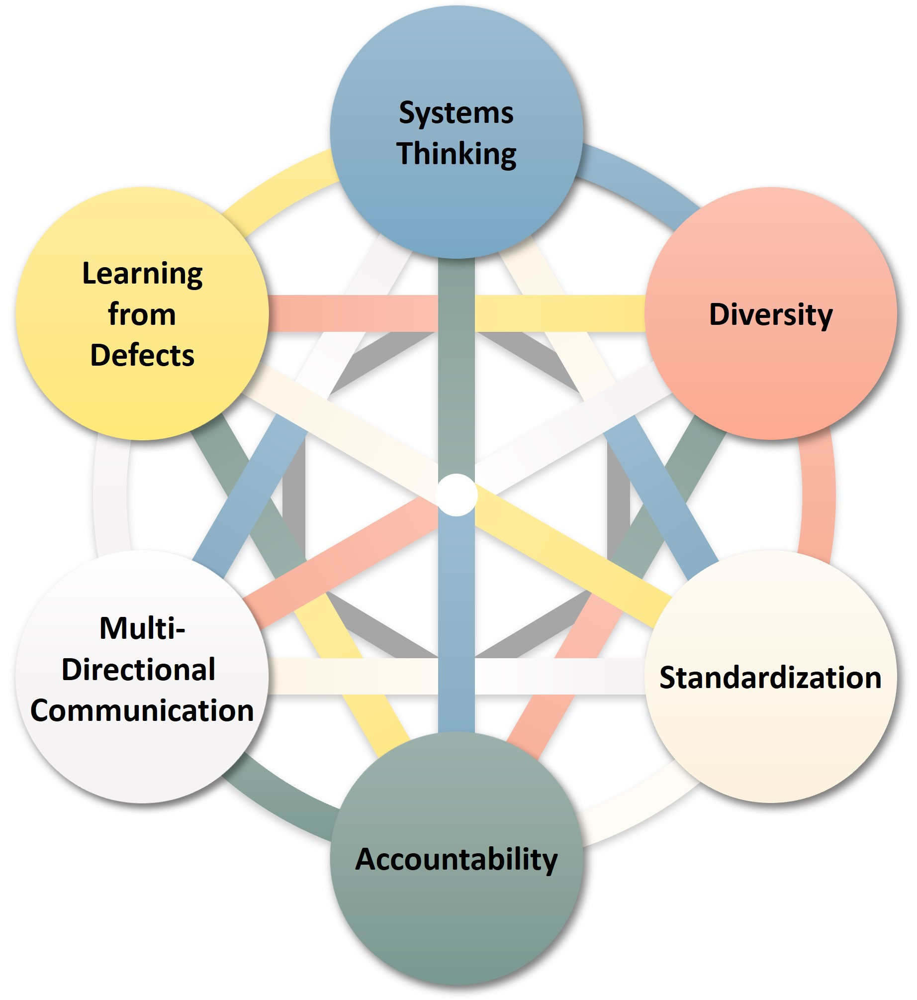 Systems
Thinking
Learning
from
Defects
Diversity
Multi-
Directional
Communication
Standardization
Accountability